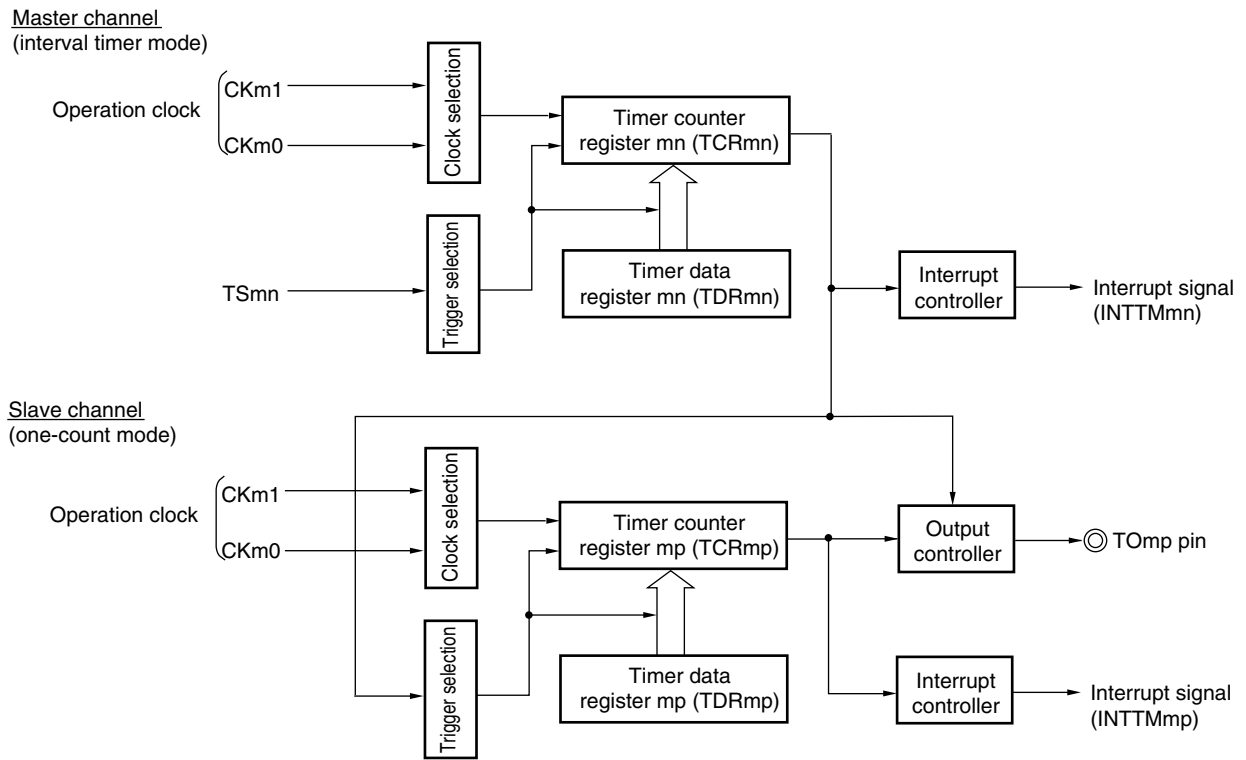 Master channel
(interval timer mode)
Operation clock
CKm1
CKm0
Clock selection
Timer counter
register mn (TCRmn)
TSmn
Trigger selection
Timer data
register mn (TDRmn)
Interrupt
controller
Interrupt signal
(INTTMmn)
Slave channel
(one-count mode)
Operation clock
CKm1
CKm0
Clock selection
Timer counter
register mp (TCRmp)
Output
controller
TOmp pin
Trigger selection
Timer data
register mp (TDRmp)
Interrupt
controller
Interrupt signal
(INTTMmp)